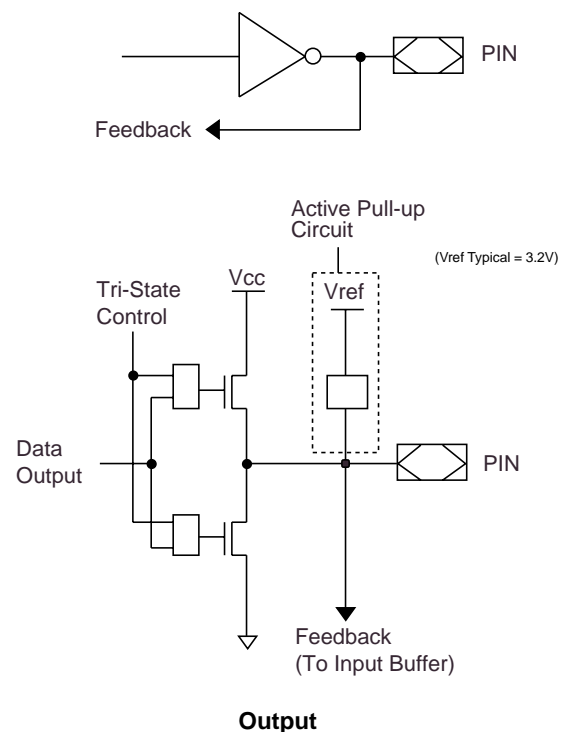 PIN
Feedback
Active Pull-up
Circuit
(Vref Typical = 3.2V)
Vcc
Vref
Tri-State
Control
Data
Output
PIN
Feedback
(To Input Buffer)
Output